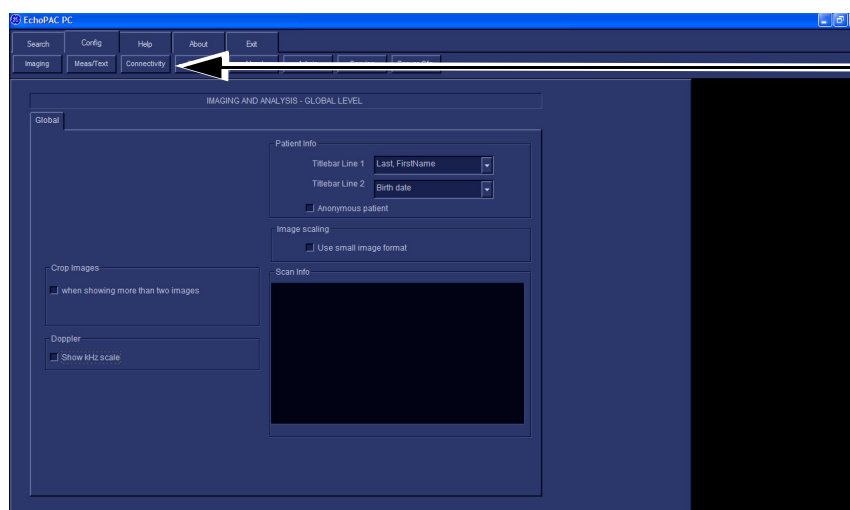 EchoPAC PC
Search Config Help About Exit
Imaging Meas/Text Connectivity
IMAGING AND ANALYSIS - GLOBAL LEVEL
Global
Patient Info
Titlebar Line 1 Last, FirstName
Titlebar Line 2 Birth date
Anonymous patient
Image scaling
Use small image format
Crop Images
when showing more than two images
Scan Info
Doppler
Show kHz scale